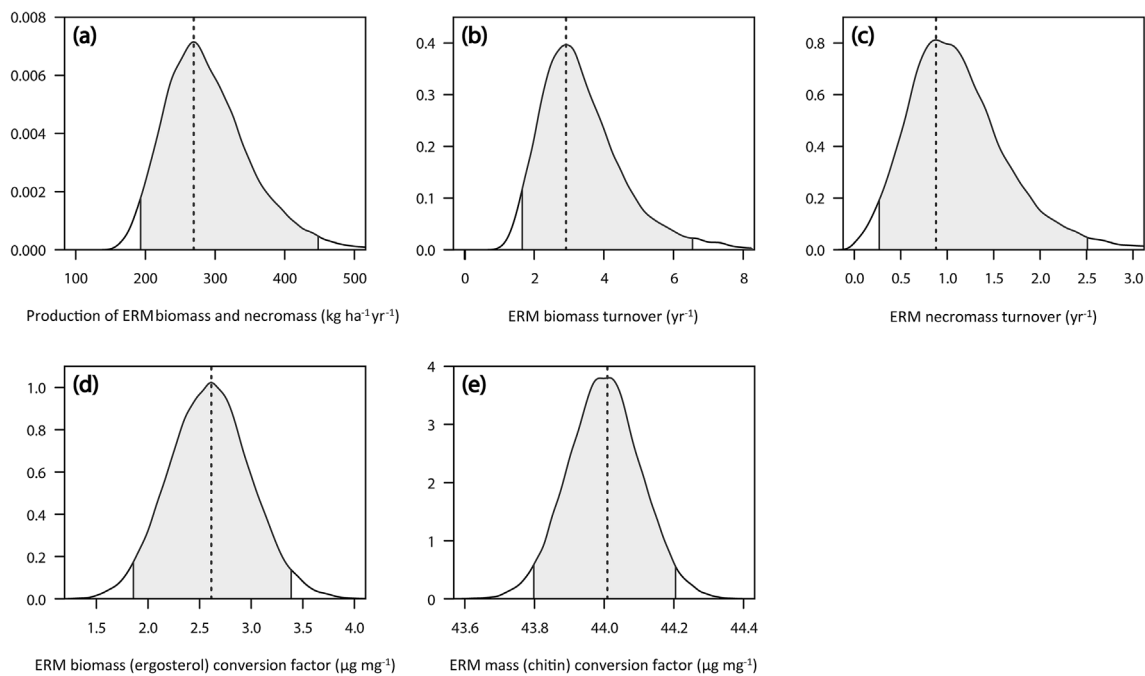 (a)
0.008
0.006
0.004
0.002
0.000
100 200 300 400 500
Production of ERM biomass and necromass (kg ha⁻¹ yr⁻¹)
(b)
0.4
0.3
0.2
0.1
0.0
0 2 4 6 8
ERM biomass turnover (yr⁻¹)
(c)
0.8
0.6
0.4
0.2
0.0
0.0 0.5 1.0 1.5 2.0 2.5 3.0
ERM necromass turnover (yr⁻¹)
(d)
1.0
0.8
0.6
0.4
0.2
0.0
1.5 2.0 2.5 3.0 3.5 4.0
ERM biomass (ergosterol) conversion factor (μg mg⁻¹)
(e)
4
3
2
1
0
43.6 43.8 44.0 44.2 44.4
ERM mass (chitin) conversion factor (μg mg⁻¹)